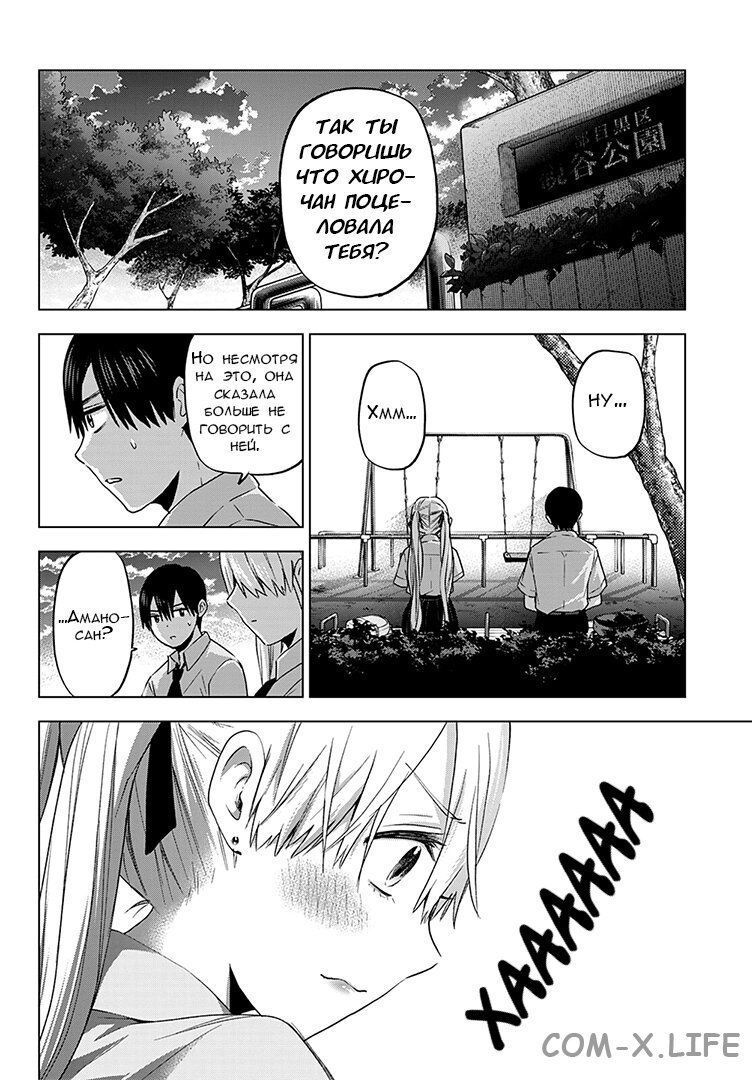 ТАК ТЫ
ГОВОРИШЬ
ЧТО ХИРО-
ЧАН ПОЦЕ-
ЛОВАЛА
ТЕБЯ?
目黒区
谷公園
НУ...
ХММ...
НО НЕСМОТРЯ
НА ЭТО, ОНА
СКАЗАЛА
БОЛЬШЕ НЕ
ГОВОРИТЬ С
НЕЙ.
...АМАНО-
САН?
ХАААААА
COM-X.LIFE